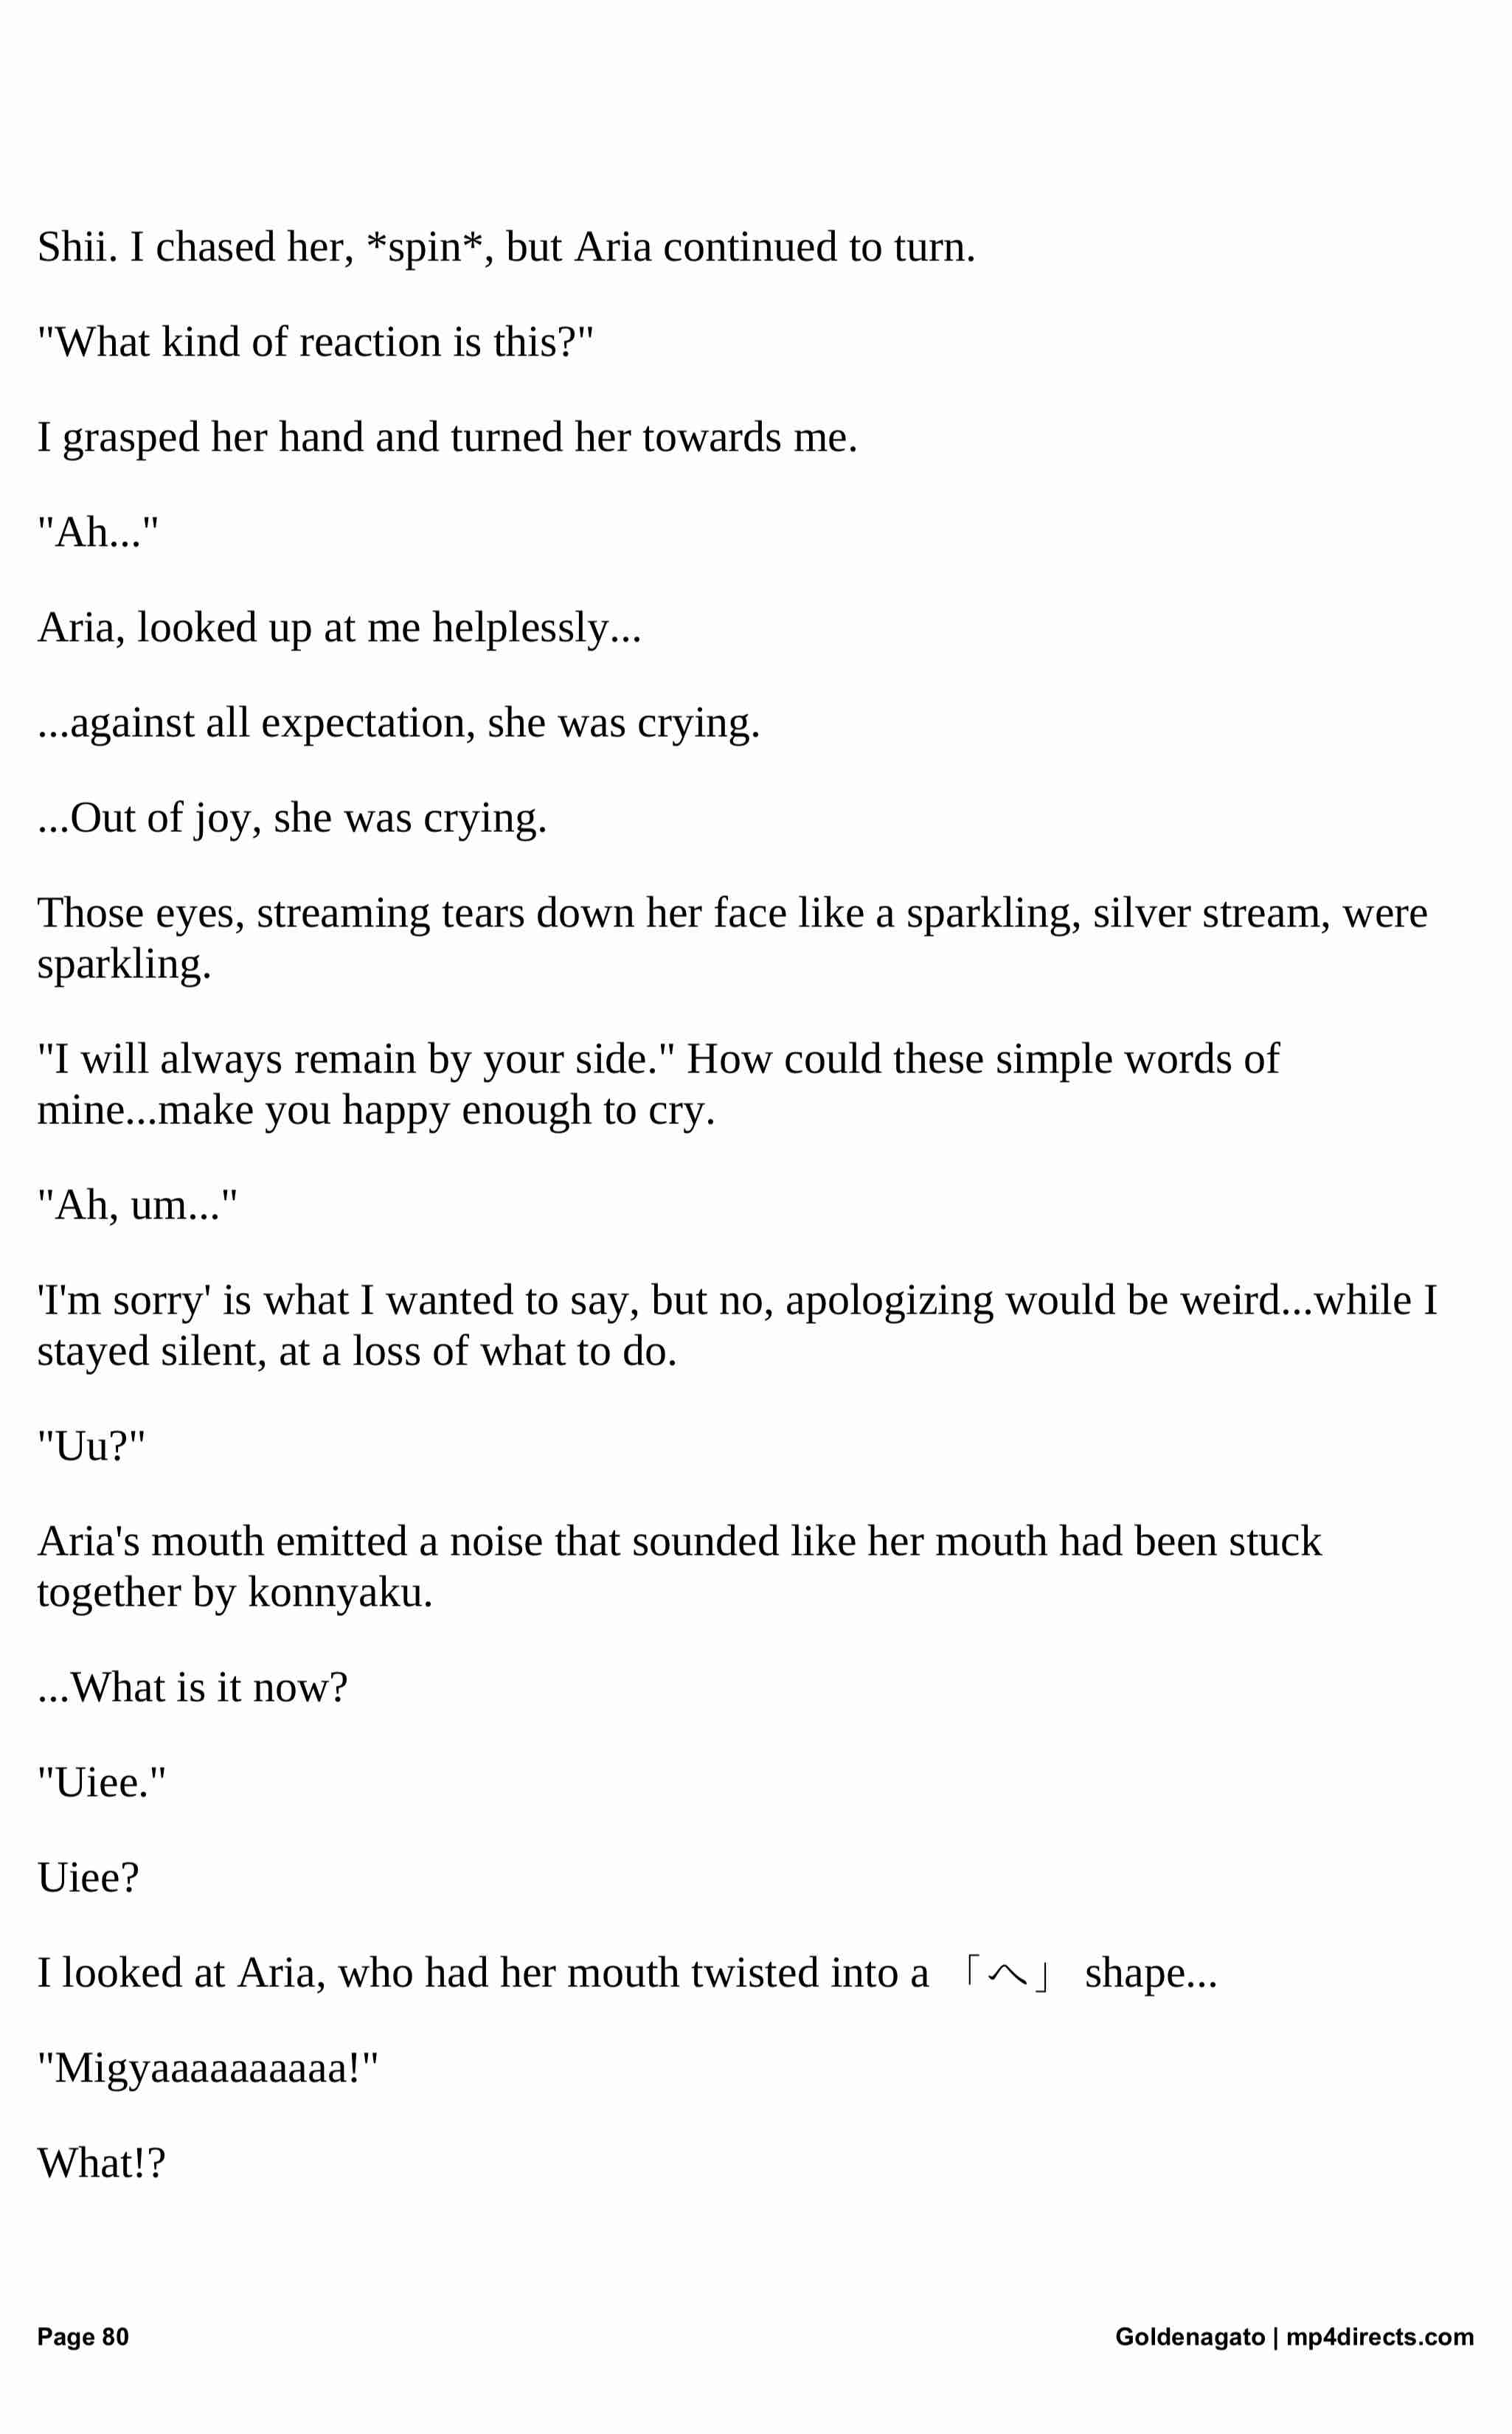 Shii. I chased her, *spin*, but Aria continued to turn.
"What kind of reaction is this?"
I grasped her hand and turned her towards me.
"Ah..."
Aria, looked up at me helplessly...
...against all expectation, she was crying.
...Out of joy, she was crying.
Those eyes, streaming tears down her face like a sparkling, silver stream, were
sparkling.
"I will always remain by your side." How could these simple words of
mine...make you happy enough to cry.
"Ah, um..."
'I'm sorry' is what I wanted to say, but no, apologizing would be weird...while I
stayed silent, at a loss of what to do.
"Uu?"
Aria's mouth emitted a noise that sounded like her mouth had been stuck
together by konnyaku.
...What is it now?
"Uiee."
Uiee?
I looked at Aria, who had her mouth twisted into a 「へ」 shape...
"Migyaaaaaaaaaa!"
What!?
Page 80
Goldenagato | mp4directs.com